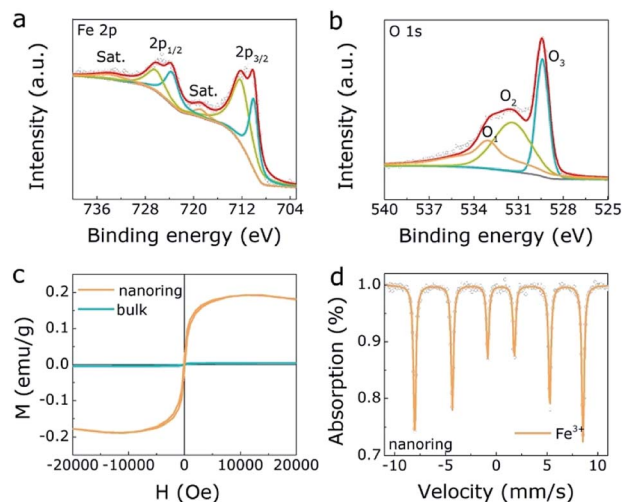 a
Fe 2p
Sat.
2p1/2
Sat.
2p3/2
Intensity (a.u.)
736 728 720 712 704
Binding energy (eV)
b
O 1s
O1
O2
O3
Intensity (a.u.)
540 537 534 531 528 525
Binding energy (eV)
c
nanoring
bulk
M (emu/g)
0.2
0.1
0.0
-0.1
-0.2
-20000 -10000 0 10000 20000
H (Oe)
d
Absorption (%)
1.0
0.9
0.8
0.7
nanoring
Fe3+
-10 -5 0 5 10
Velocity (mm/s)